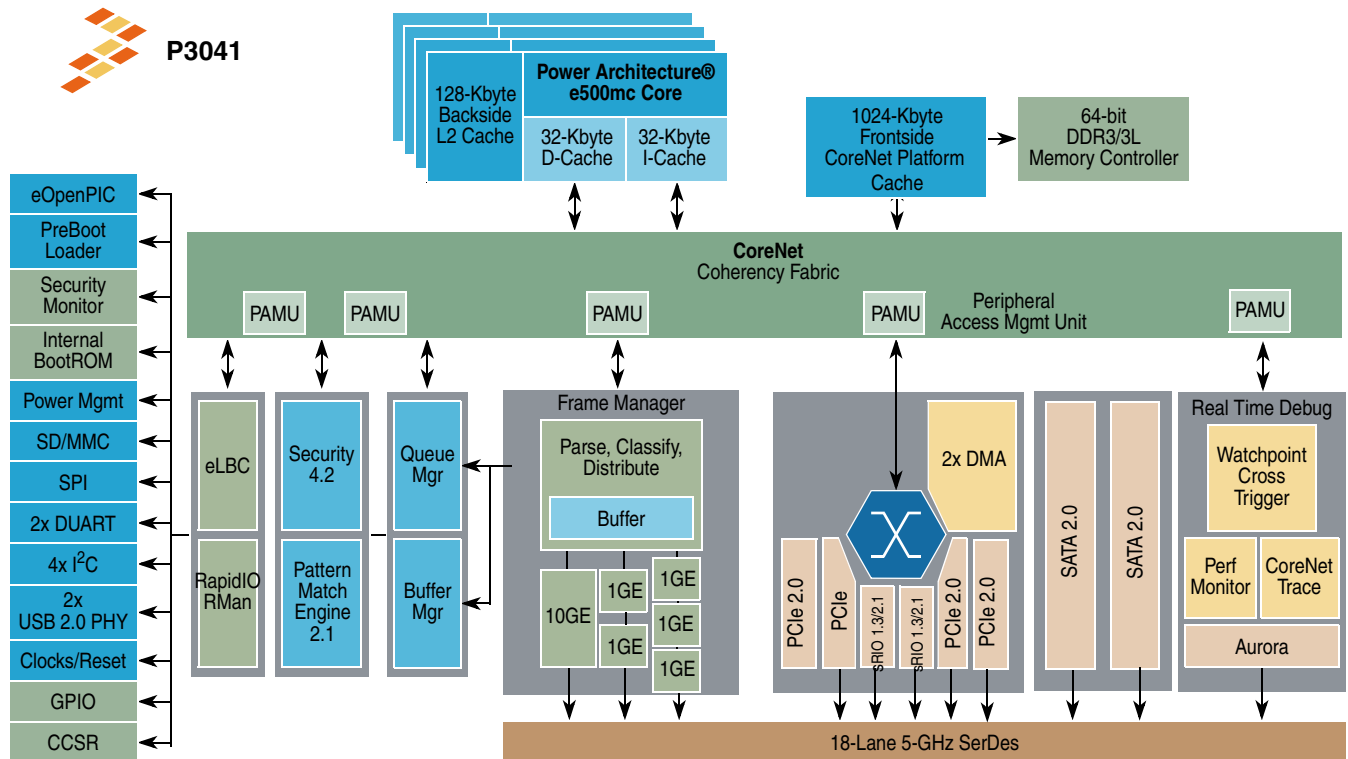 P3041
128-Kbyte
Backside
L2 Cache
Power Architecture®
e500mc Core
32-Kbyte
D-Cache
32-Kbyte
I-Cache
1024-Kbyte
Frontside
CoreNet Platform
Cache
64-bit
DDR3/3L
Memory Controller
eOpenPIC
PreBoot
Loader
Security
Monitor
Internal
BootROM
Power Mgmt
SD/MMC
SPI
2x DUART
4x I²C
2x
USB 2.0 PHY
Clocks/Reset
GPIO
CCSR
CoreNet
Coherency Fabric
PAMU
PAMU
PAMU
PAMU
Peripheral
Access Mgmt Unit
PAMU
eLBC
RapidIO
RMan
Security
4.2
Pattern
Match
Engine
2.1
Queue
Mgr
Buffer
Mgr
Frame Manager
Parse, Classify,
Distribute
Buffer
10GE
1GE
1GE
1GE
1GE
1GE
2x DMA
PCIe 2.0
PCIe
sRIO 1.3/2.1
sRIO 1.3/2.1
PCIe 2.0
PCIe 2.0
SATA 2.0
SATA 2.0
Real Time Debug
Watchpoint
Cross
Trigger
Perf
Monitor
CoreNet
Trace
Aurora
18-Lane 5-GHz SerDes